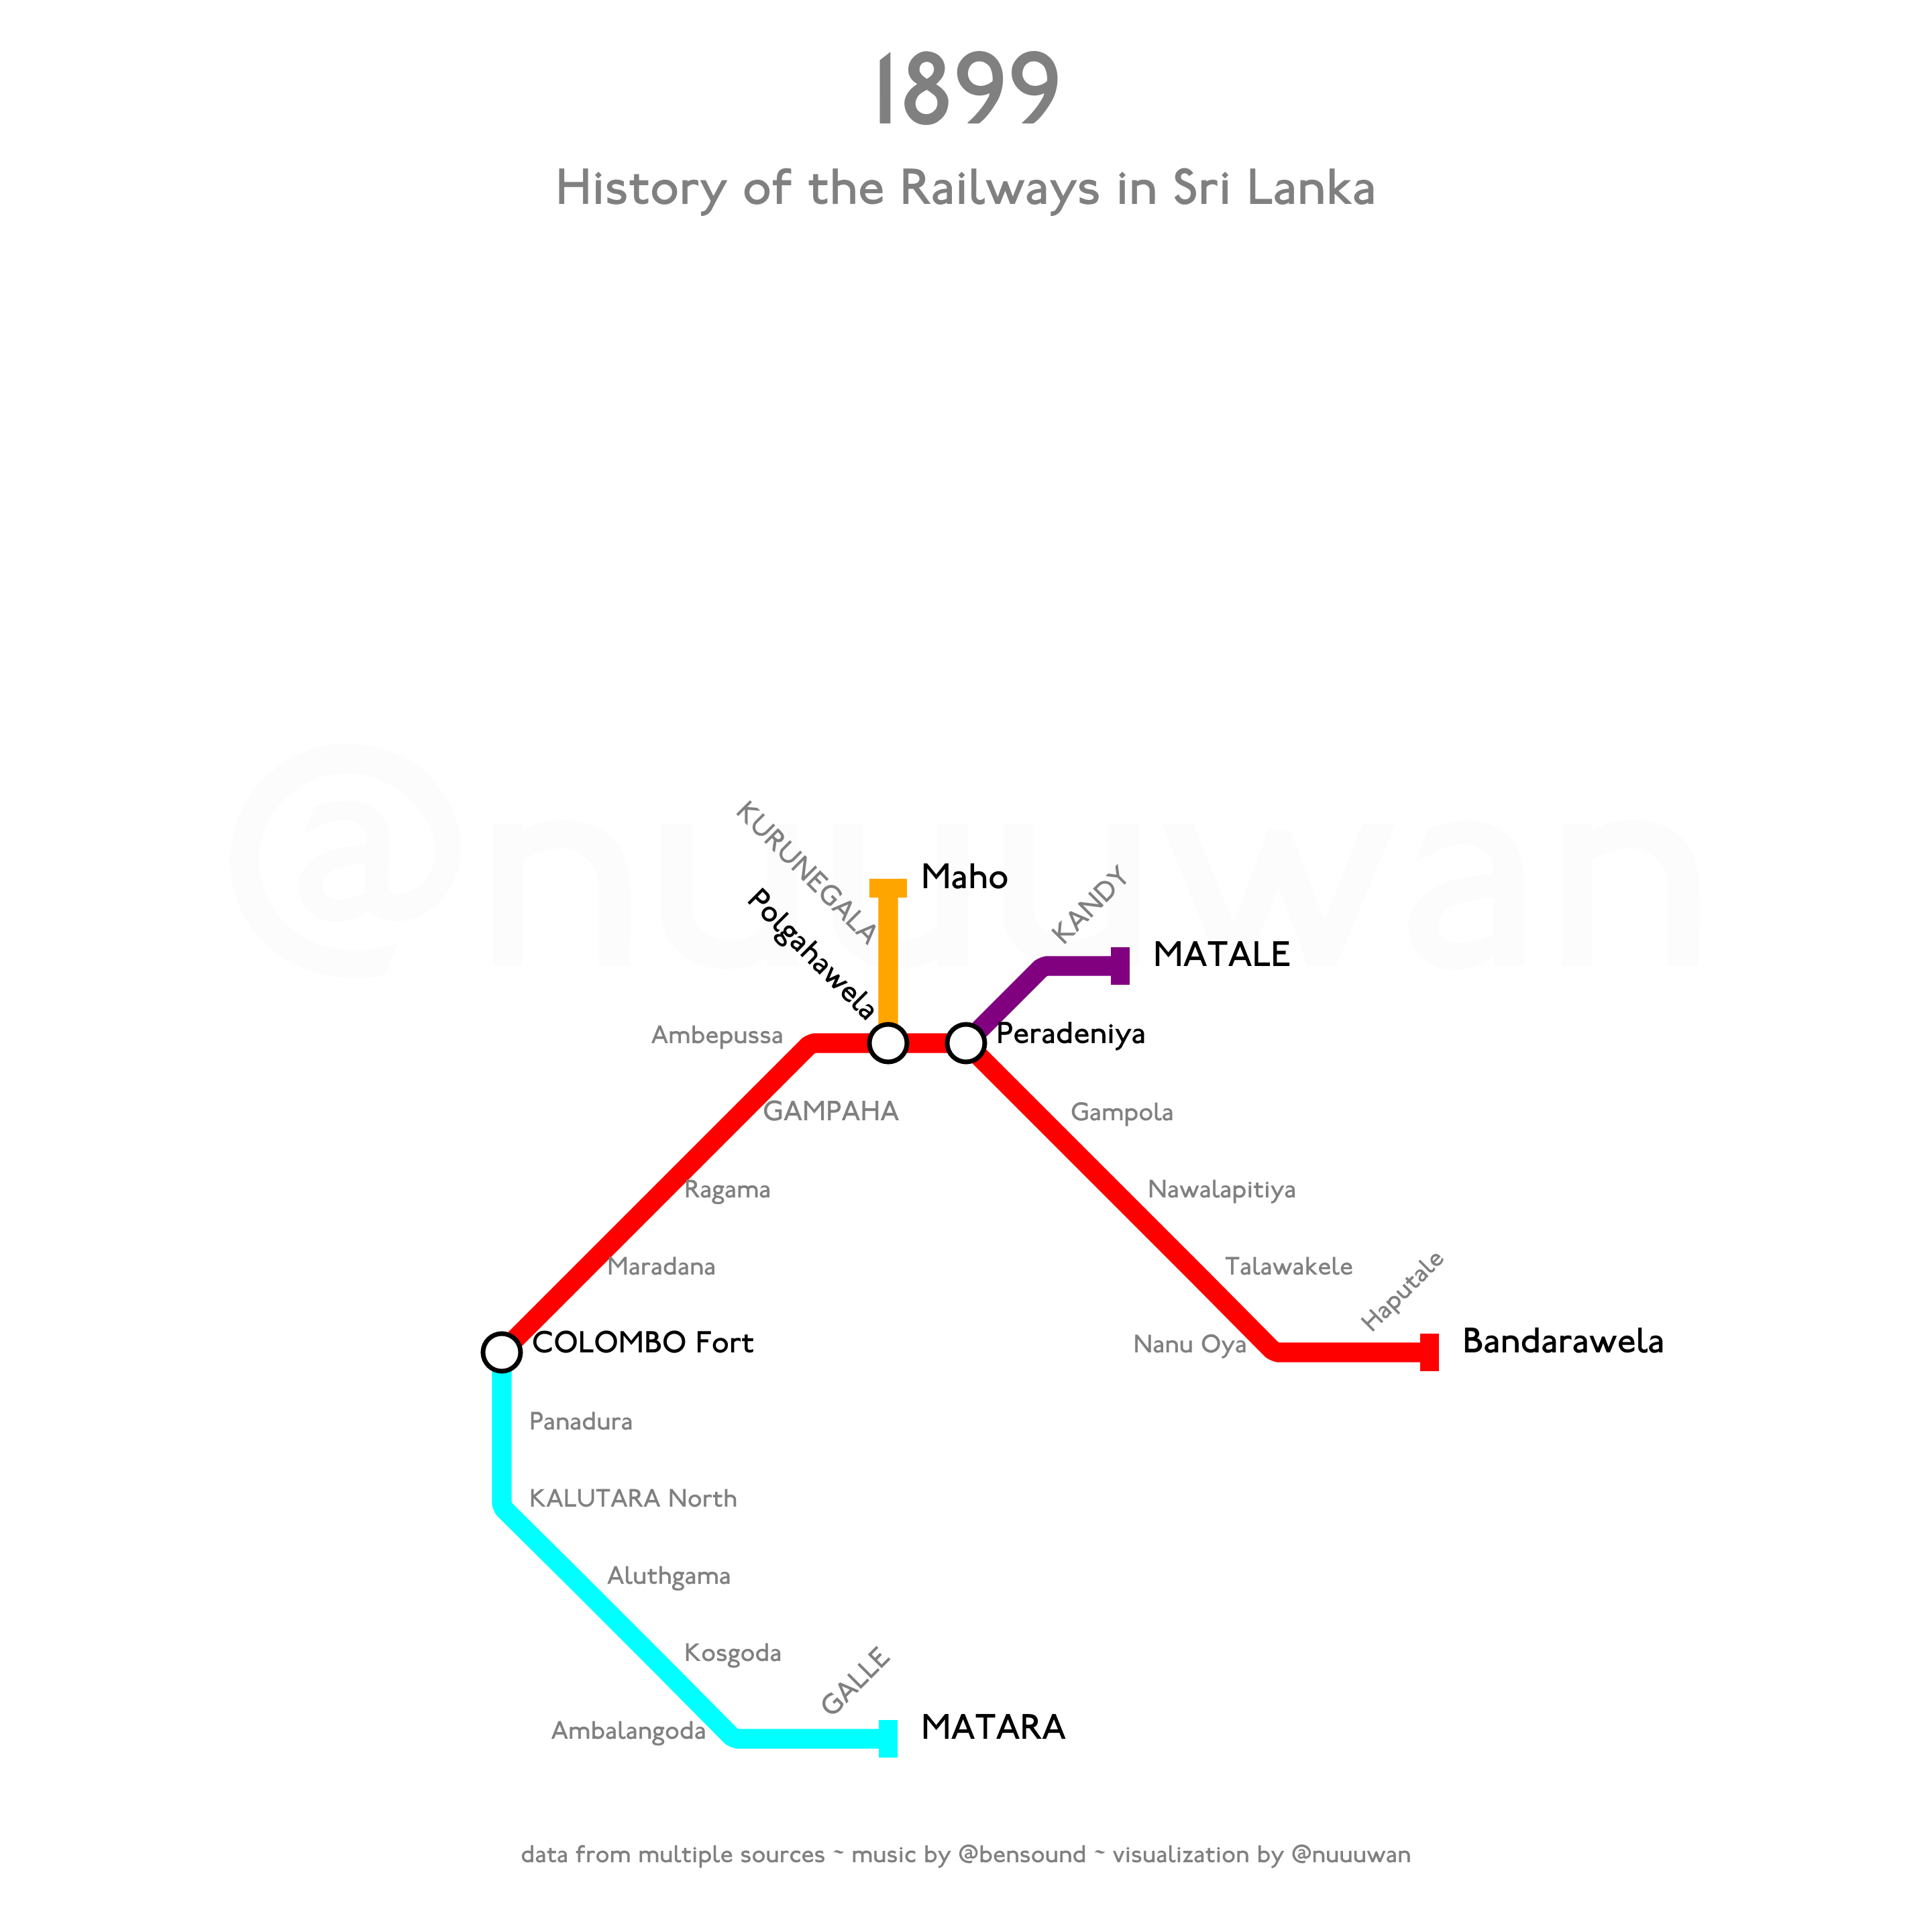 1899
History of the Railways in Sri Lanka
@nuuuwan
KURUNEGALA
Maho
KANDY
Polgahawela
MATALE
Ambepussa
Peradeniya
GAMPAHA
Gampola
Ragama
Nawalapitiya
Maradana
Talawakele
Haputale
COLOMBO Fort
Nanu Oya
Bandarawela
Panadura
KALUTARA North
Aluthgama
Kosgoda
GALLE
Ambalangoda
MATARA
data from multiple sources ~ music by @bensound ~ visualization by @nuuuwan